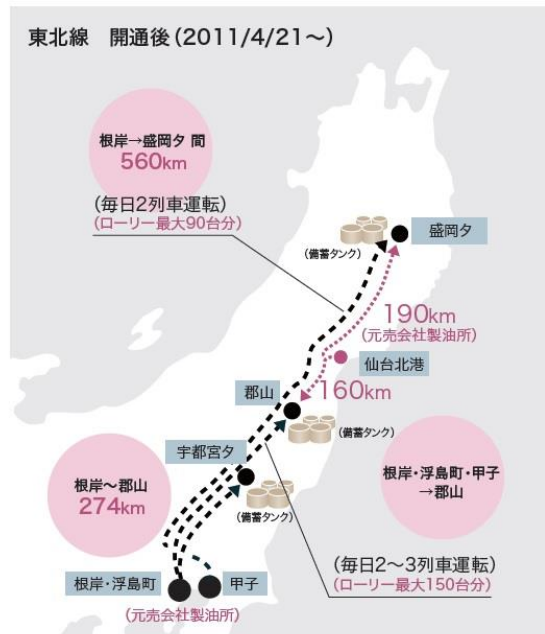 東北線 開通後(2011/4/21〜)
根岸→盛岡タ 間
560km
(毎日2列車運転)
(ローリー最大90台分)
盛岡タ
(備蓄タンク)
190km
(元売会社製油所)
仙台北港
160km
郡山
(備蓄タンク)
宇都宮タ
(備蓄タンク)
根岸〜郡山
274km
根岸・浮島町・甲子
→郡山
(毎日2〜3列車運転)
(ローリー最大150台分)
根岸・浮島町
甲子
(元売会社製油所)